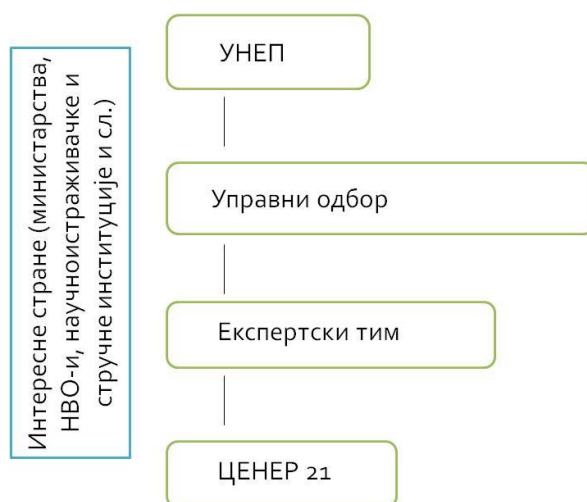 Интересне стране (министарства,
НВО-и, научноистраживачке и
стручне институције и сл.)
УНЕП
Управни одбор
Експертски тим
ЦЕНЕР 21